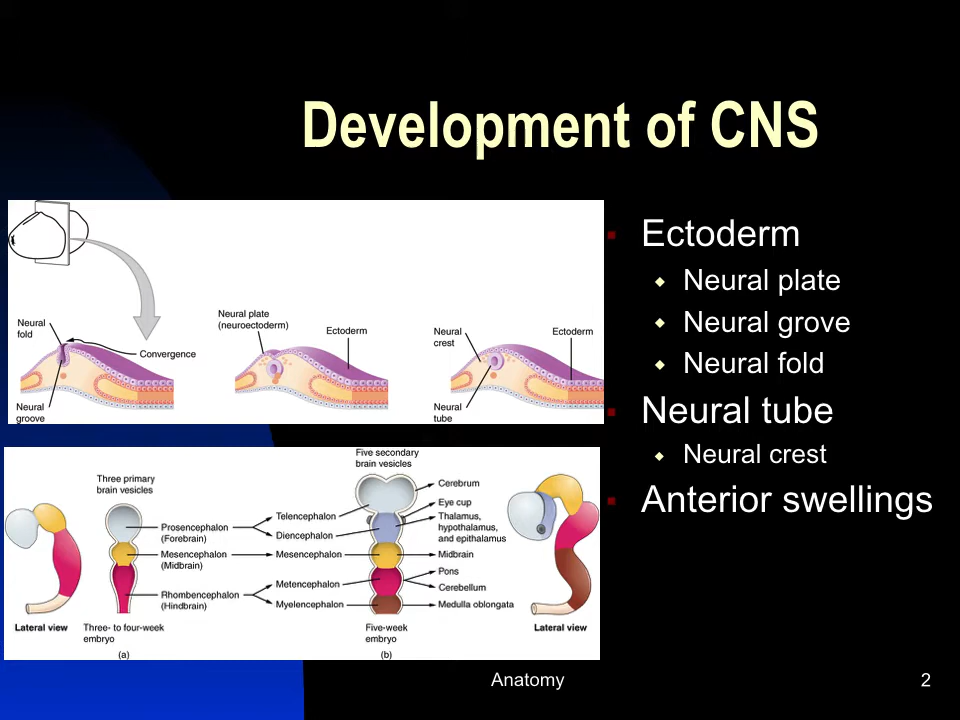 Development of CNS
Neural
fold
Convergence
Neural
groove
Neural plate
(neuroectoderm)
Ectoderm
Neural
crest
Ectoderm
Neural
tube
Ectoderm
Neural plate
Neural grove
Neural fold
Neural tube
Neural crest
Anterior swellings
Three primary
brain vesicles
Prosencephalon
(Forebrain)
Mesencephalon
(Midbrain)
Rhombencephalon
(Hindbrain)
Lateral view
Three- to four-week
embryo
(a)
Five secondary
brain vesicles
Telencephalon
Diencephalon
Mesencephalon
Metencephalon
Myelencephalon
Cerebrum
Eye cup
Thalamus,
hypothalamus,
and epithalamus
Midbrain
Pons
Cerebellum
Medulla oblongata
Five-week
embryo
(b)
Lateral view
Anatomy
2